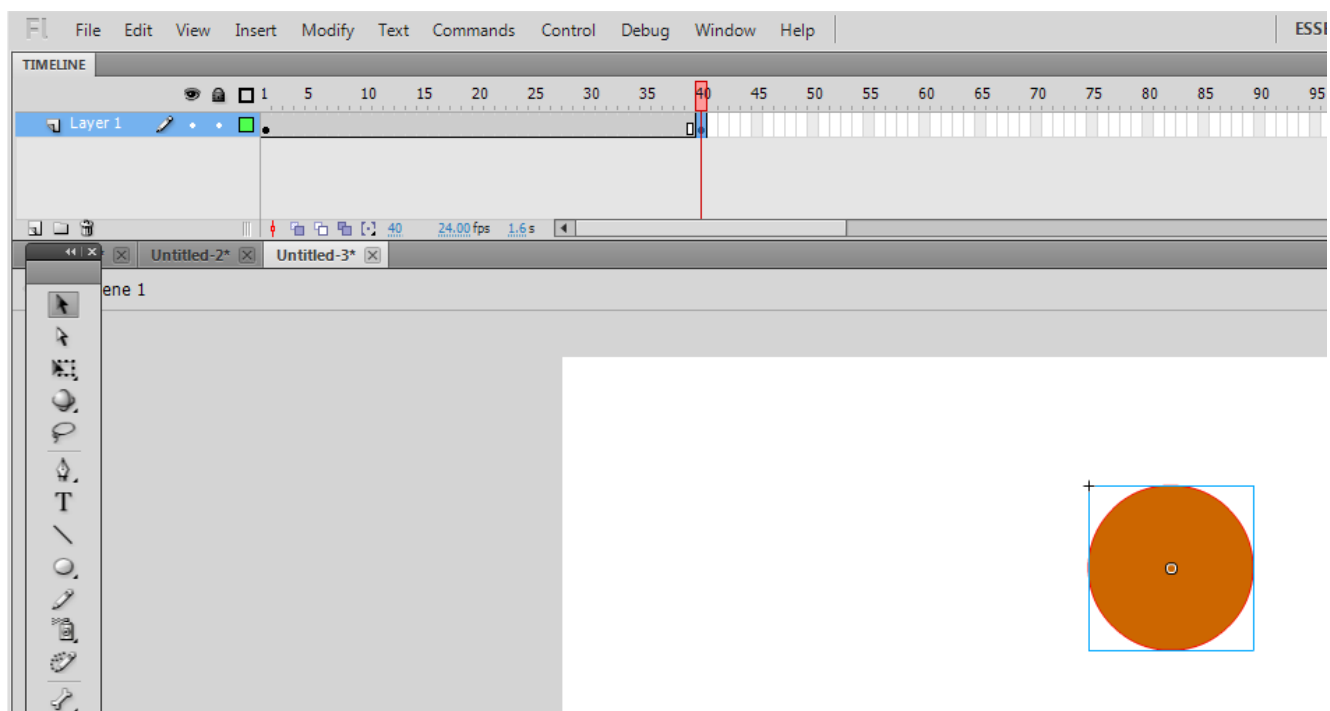 Fl File Edit View Insert Modify Text Commands Control Debug Window Help
TIMELINE
1 5 10 15 20 25 30 35 40 45 50 55 60 65 70 75 80 85 90 95
Layer 1
40 24.00 fps 1.6 s
Untitled-2* Untitled-3*
ene 1
T